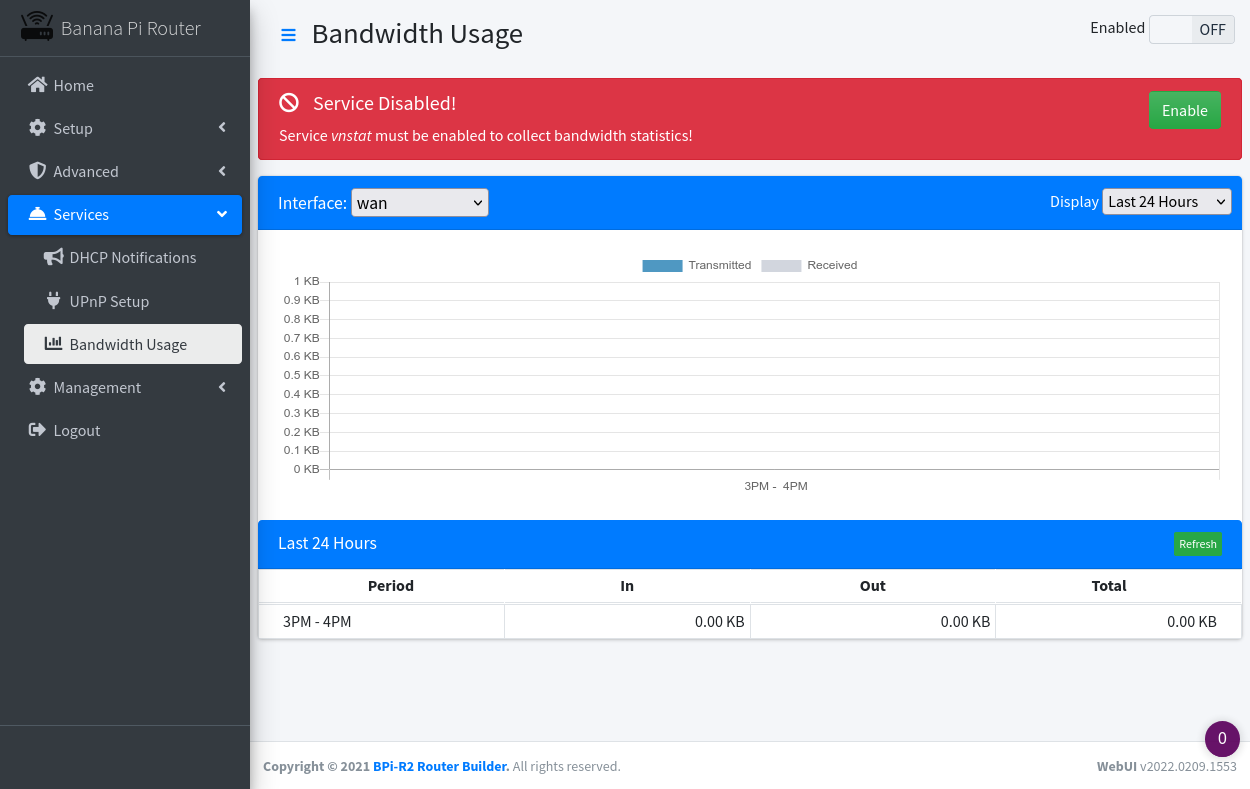 Banana Pi Router
Home
Setup
Advanced
Services
DHCP Notifications
UPnP Setup
Bandwidth Usage
Management
Logout
Bandwidth Usage
Enabled OFF
Service Disabled!
Service vnstat must be enabled to collect bandwidth statistics!
Enable
Interface: wan
Display Last 24 Hours
Transmitted Received
1 KB
0.9 KB
0.8 KB
0.7 KB
0.6 KB
0.5 KB
0.4 KB
0.3 KB
0.2 KB
0.1 KB
0 KB
3PM - 4PM
Last 24 Hours
Refresh
Period In Out Total
3PM - 4PM 0.00 KB 0.00 KB 0.00 KB
0
Copyright © 2021 BPi-R2 Router Builder. All rights reserved.
WebUI v2022.0209.1553